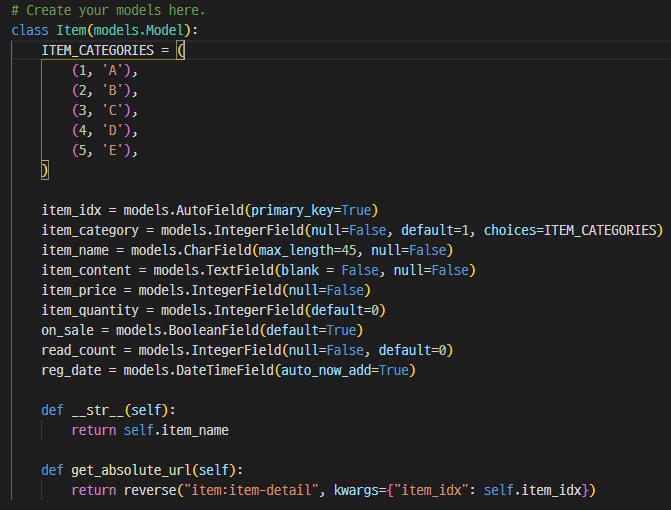 # Create your models here.
class Item(models.Model):
    ITEM_CATEGORIES = (
        (1, 'A'),
        (2, 'B'),
        (3, 'C'),
        (4, 'D'),
        (5, 'E'),
    )
    item_idx = models.AutoField(primary_key=True)
    item_category = models.IntegerField(null=False, default=1, choices=ITEM_CATEGORIES)
    item_name = models.CharField(max_length=45, null=False)
    item_content = models.TextField(blank = False, null=False)
    item_price = models.IntegerField(null=False)
    item_quantity = models.IntegerField(default=0)
    on_sale = models.BooleanField(default=True)
    read_count = models.IntegerField(null=False, default=0)
    reg_date = models.DateTimeField(auto_now_add=True)
    def __str__(self):
        return self.item_name
    def get_absolute_url(self):
        return reverse("item:item-detail", kwargs={"item_idx": self.item_idx})